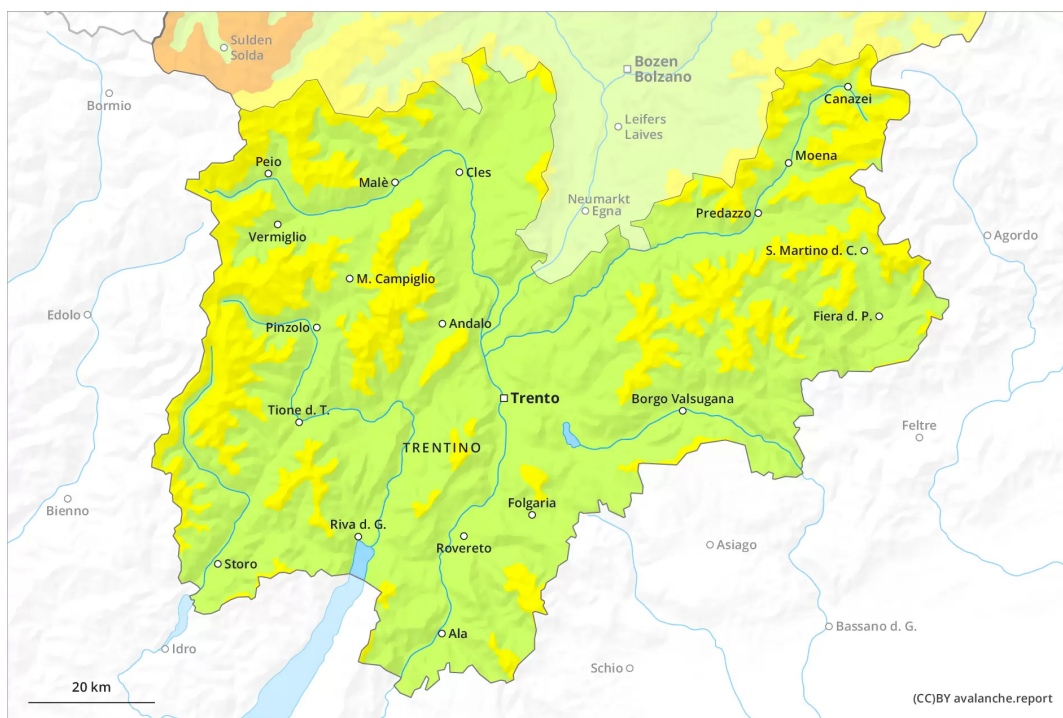 Sulden
Solda
Bozen
Bolzano
Bormio
Canazei
Leifers
Laives
Moena
Peio
Malè
Cles
Neumarkt
Egna
Predazzo
Vermiglio
Agordo
S. Martino d. C.
M. Campiglio
Edolo
Pinzolo
Andalo
Fiera d. P.
Trento
Borgo Valsugana
Tione d. T.
Feltre
TRENTINO
Bienno
Folgaria
Riva d. G.
Rovereto
Asiago
Storo
Bassano d. G.
Ala
Idro
Schio
20 km
(CC)BY avalanche.report